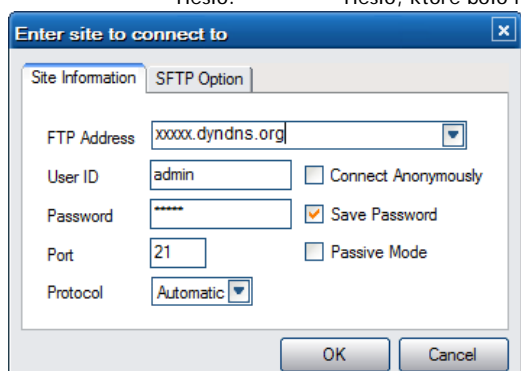 Enter site to connect to
Site Information SFTP Option
FTP Address xxxxx.dyndns.org
User ID admin Connect Anonymously
Password ***** Save Password
Port 21 Passive Mode
Protocol Automatic
OK Cancel